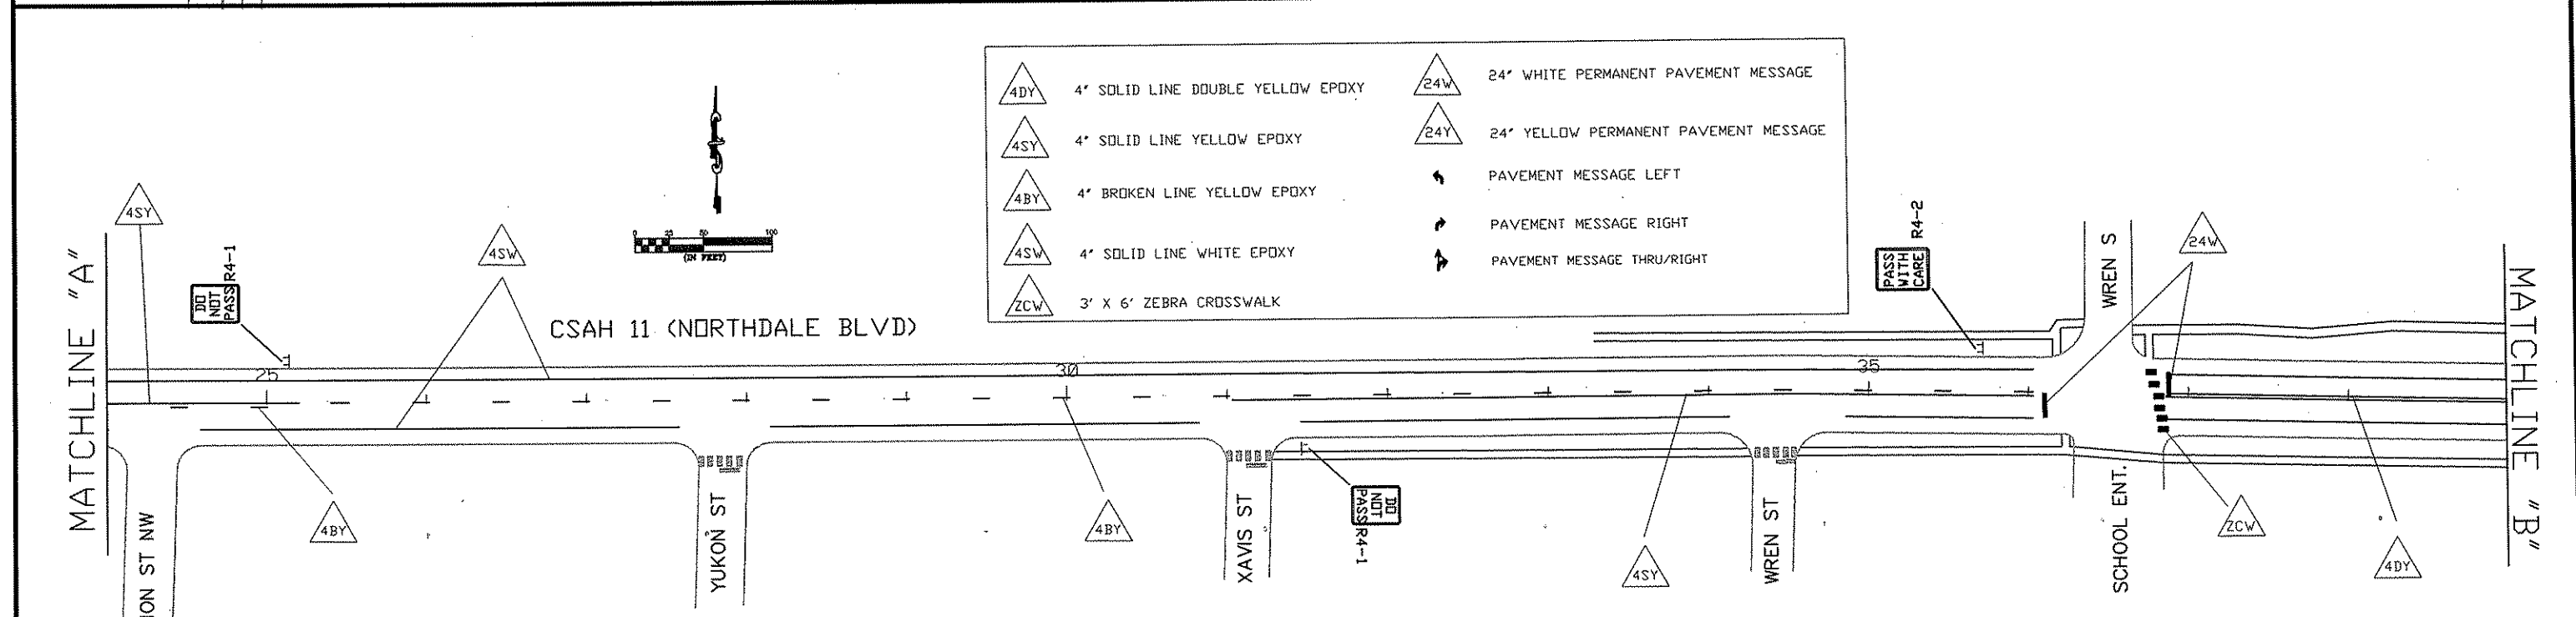 4DY 4" SOLID LINE DOUBLE YELLOW EPOXY
4SY 4" SOLID LINE YELLOW EPOXY
4BY 4" BROKEN LINE YELLOW EPOXY
4SW 4" SOLID LINE WHITE EPOXY
ZCW 3' X 6' ZEBRA CROSSWALK
24W 24" WHITE PERMANENT PAVEMENT MESSAGE
24Y 24" YELLOW PERMANENT PAVEMENT MESSAGE
PAVEMENT MESSAGE LEFT
PAVEMENT MESSAGE RIGHT
PAVEMENT MESSAGE THRU/RIGHT
MATCHLINE "A"
4SY
DO
NOT
PASS
R4-1
4SW
0 25 50 100
(IN FEET)
CSAH 11 (NORTHDALE BLVD)
PASS
WITH
CARE
R4-2
WREN S
24W
MATCHLINE "B"
25
30
35
ION ST NW
4BY
YUKON ST
4BY
XAVIS ST
DO
NOT
PASS
R4-1
4SY
WREN ST
SCHOOL ENT.
ZCW
4DY